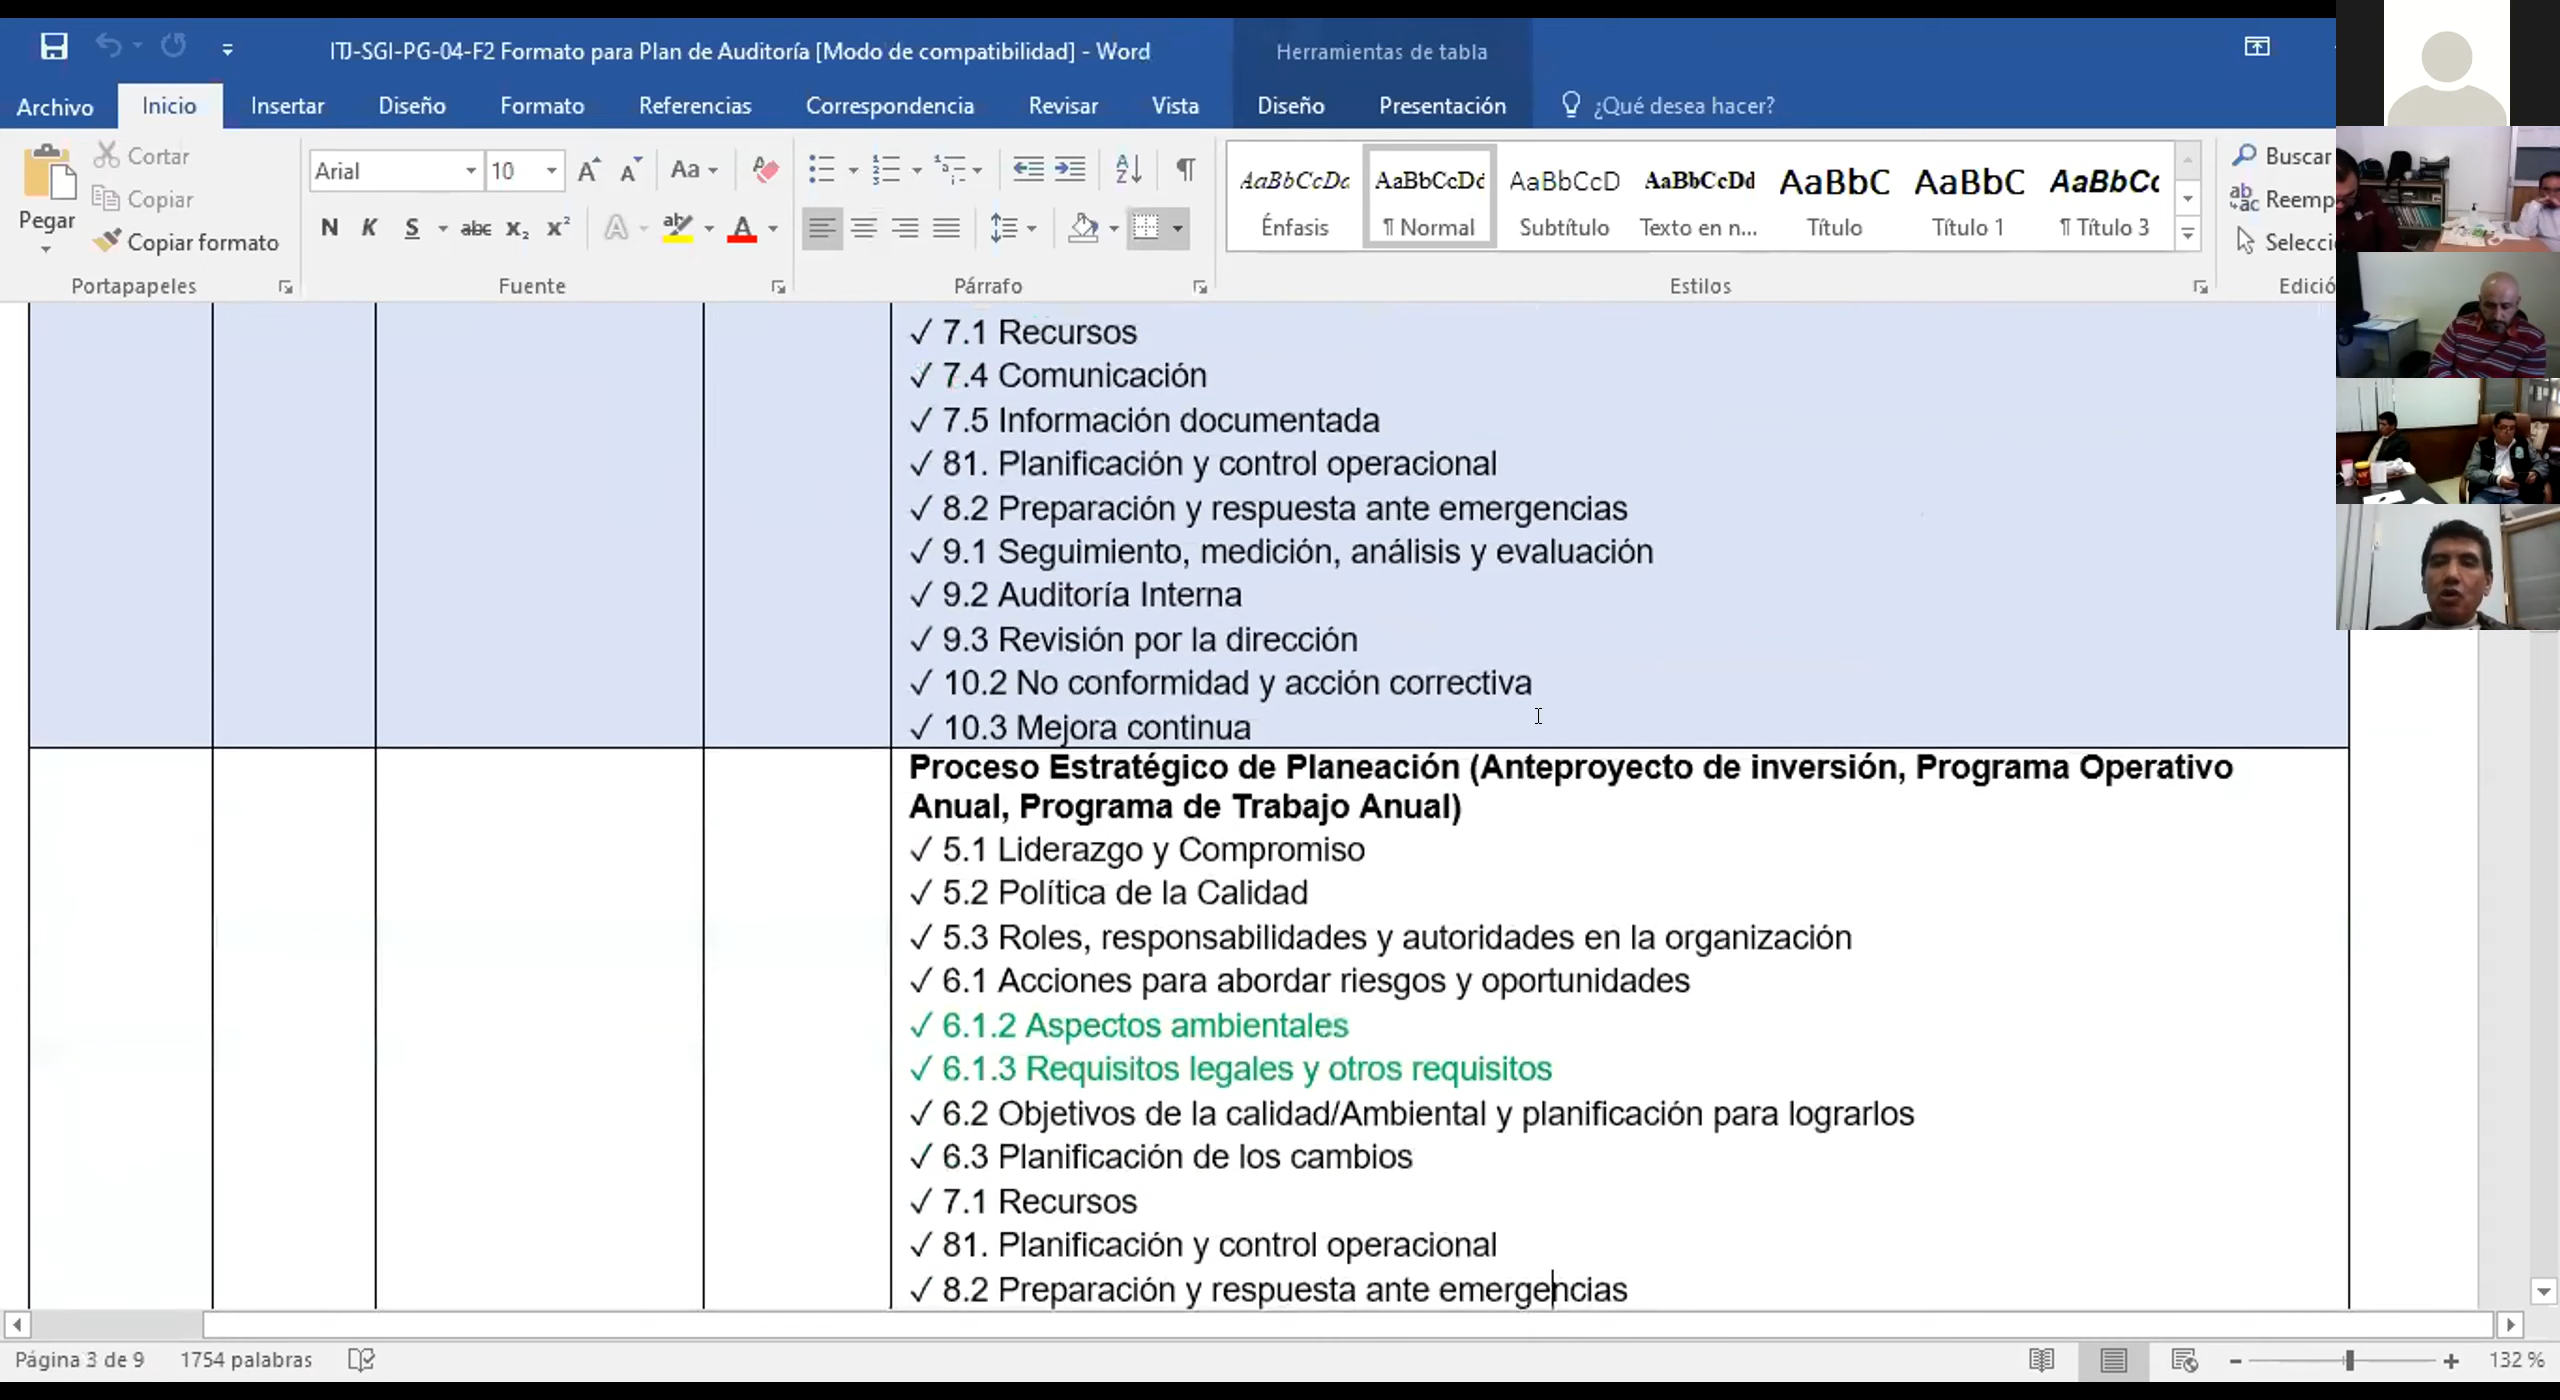 ITJ-SGI-PG-04-F2 Formato para Plan de Auditoría [Modo de compatibilidad] - Word
Herramientas de tabla
Archivo Inicio Insertar Diseño Formato Referencias Correspondencia Revisar Vista Diseño Presentación ¿Qué desea hacer?
Pegar
Cortar
Copiar
Copiar formato
Portapapeles
Arial 10
Aa
N K S abc x₂ x² A ab A
Fuente
Párrafo
AaBbCcDc AaBbCcDc AaBbCcD AaBbCcDd AaBbC AaBbC AaBbCc
Énfasis ¶ Normal Subtítulo Texto en n... Título Título 1 ¶ Título 3
Estilos
Buscar
Reemp
Selecci
Edició
✓ 7.1 Recursos
✓ 7.4 Comunicación
✓ 7.5 Información documentada
✓ 81. Planificación y control operacional
✓ 8.2 Preparación y respuesta ante emergencias
✓ 9.1 Seguimiento, medición, análisis y evaluación
✓ 9.2 Auditoría Interna
✓ 9.3 Revisión por la dirección
✓ 10.2 No conformidad y acción correctiva
✓ 10.3 Mejora continua
Proceso Estratégico de Planeación (Anteproyecto de inversión, Programa Operativo
Anual, Programa de Trabajo Anual)
✓ 5.1 Liderazgo y Compromiso
✓ 5.2 Política de la Calidad
✓ 5.3 Roles, responsabilidades y autoridades en la organización
✓ 6.1 Acciones para abordar riesgos y oportunidades
✓ 6.1.2 Aspectos ambientales
✓ 6.1.3 Requisitos legales y otros requisitos
✓ 6.2 Objetivos de la calidad/Ambiental y planificación para lograrlos
✓ 6.3 Planificación de los cambios
✓ 7.1 Recursos
✓ 81. Planificación y control operacional
✓ 8.2 Preparación y respuesta ante emergencias
Página 3 de 9 1754 palabras
132 %